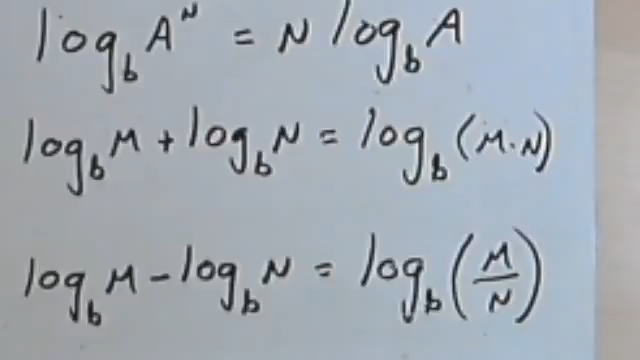 log_b A^N = N log_b A
log_b M + log_b N = log_b (M·N)
log_b M - log_b N = log_b (M/N)